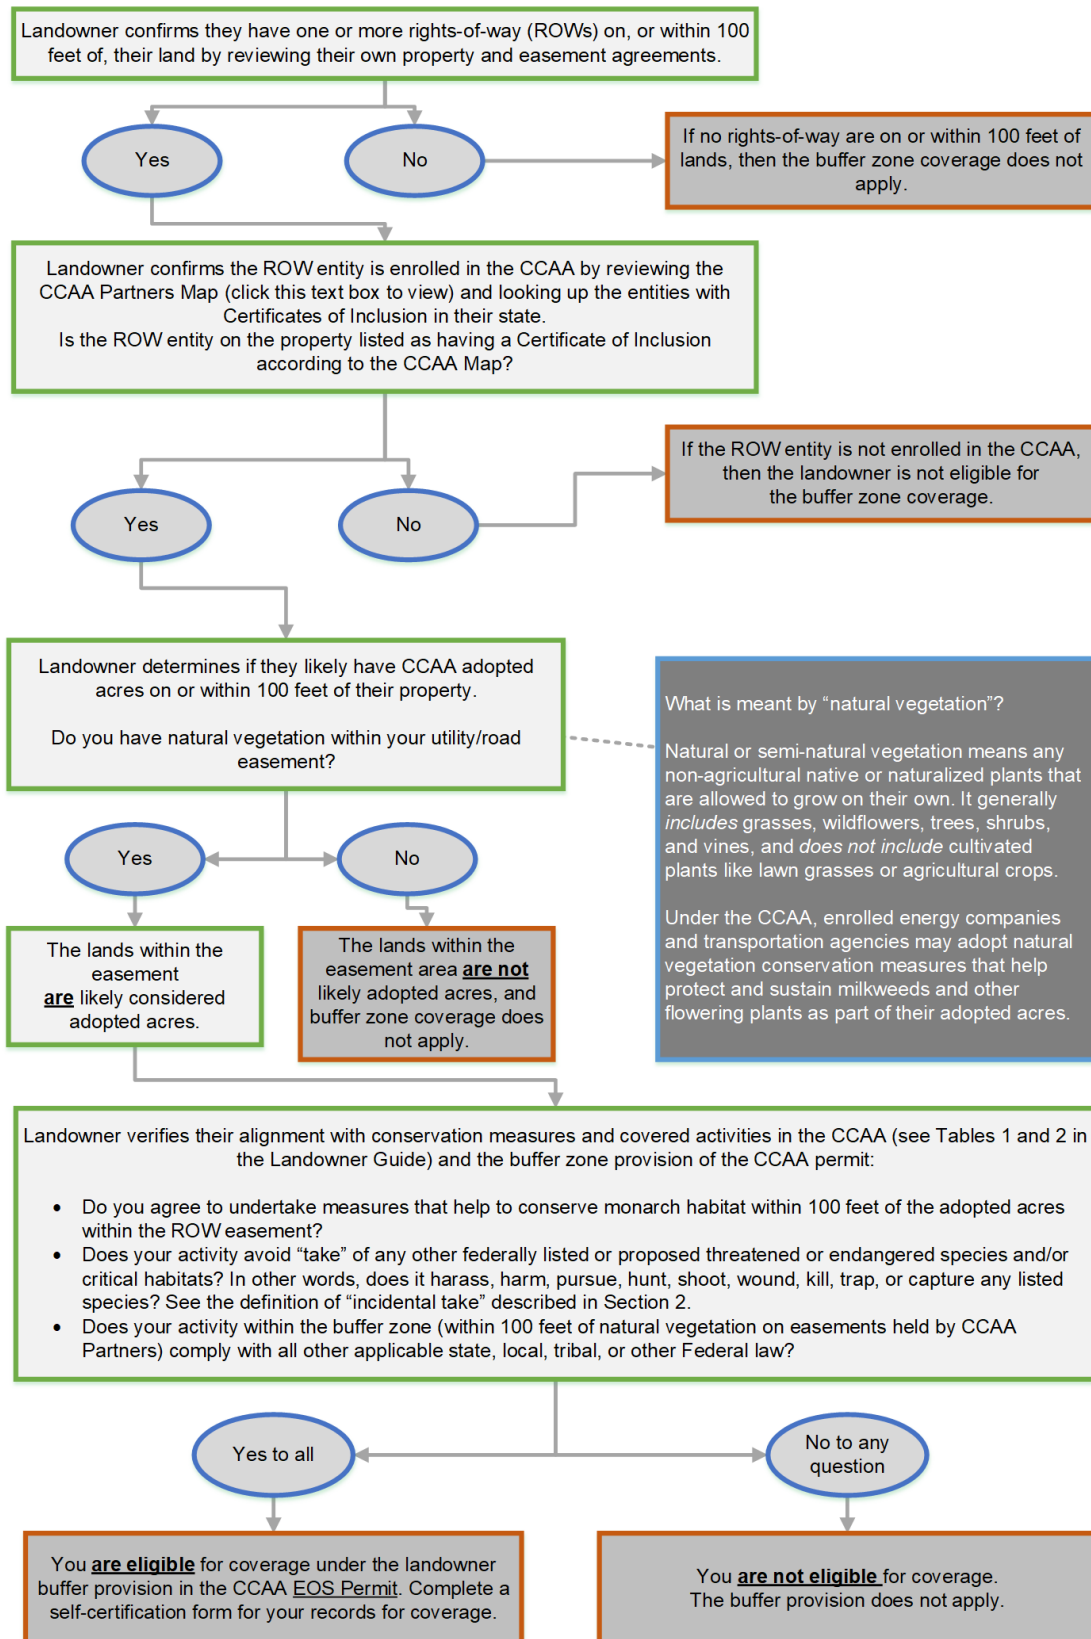 Landowner confirms they have one or more rights-of-way (ROWs) on, or within 100
feet of, their land by reviewing their own property and easement agreements.
Yes
No
If no rights-of-way are on or within 100 feet of
lands, then the buffer zone coverage does not
apply.
Landowner confirms the ROW entity is enrolled in the CCAA by reviewing the
CCAA Partners Map (click this text box to view) and looking up the entities with
Certificates of Inclusion in their state.
Is the ROW entity on the property listed as having a Certificate of Inclusion
according to the CCAA Map?
Yes
No
If the ROW entity is not enrolled in the CCAA,
then the landowner is not eligible for
the buffer zone coverage.
Landowner determines if they likely have CCAA adopted
acres on or within 100 feet of their property.
Do you have natural vegetation within your utility/road
easement?
What is meant by “natural vegetation”?
Natural or semi-natural vegetation means any
non-agricultural native or naturalized plants that
are allowed to grow on their own. It generally
includes grasses, wildflowers, trees, shrubs,
and vines, and does not include cultivated
plants like lawn grasses or agricultural crops.
Under the CCAA, enrolled energy companies
and transportation agencies may adopt natural
vegetation conservation measures that help
protect and sustain milkweeds and other
flowering plants as part of their adopted acres.
Yes
No
The lands within the
easement
are likely considered
adopted acres.
The lands within the
easement area are not
likely adopted acres, and
buffer zone coverage does
not apply.
Landowner verifies their alignment with conservation measures and covered activities in the CCAA (see Tables 1 and 2 in
the Landowner Guide) and the buffer zone provision of the CCAA permit:
• Do you agree to undertake measures that help to conserve monarch habitat within 100 feet of the adopted acres
within the ROW easement?
• Does your activity avoid “take” of any other federally listed or proposed threatened or endangered species and/or
critical habitats? In other words, does it harass, harm, pursue, hunt, shoot, wound, kill, trap, or capture any listed
species? See the definition of “incidental take” described in Section 2.
• Does your activity within the buffer zone (within 100 feet of natural vegetation on easements held by CCAA
Partners) comply with all other applicable state, local, tribal, or other Federal law?
Yes to all
No to any
question
You are eligible for coverage under the landowner
buffer provision in the CCAA EOS Permit. Complete a
self-certification form for your records for coverage.
You are not eligible for coverage.
The buffer provision does not apply.